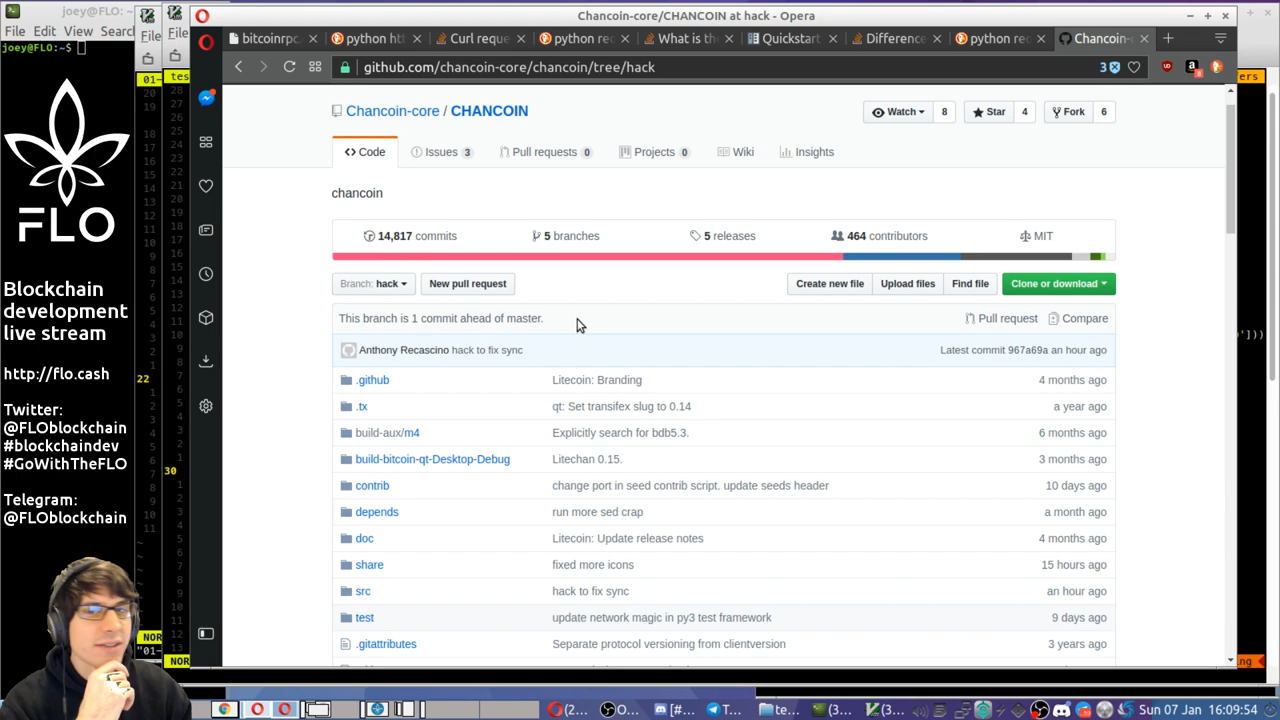 joey@FLO: ~
File Edit View Search
joey@FLO:~$
FLO
Blockchain
development
live stream
http://flo.cash
Twitter:
@FLOblockchain
#blockchaindev
#GoWithTheFLO
Telegram:
@FLOblockchain
Chancoin-core/CHANCOIN at hack - Opera
bitcoinrpc
python htt
Curl reque
python re
What is th
Quickstart
Differenc
python rec
Chancoin-
github.com/chancoin-core/chancoin/tree/hack
3
Chancoin-core / CHANCOIN
Watch 8 Star 4 Fork 6
Code Issues 3 Pull requests 0 Projects 0 Wiki Insights
chancoin
14,817 commits 5 branches 5 releases 464 contributors MIT
Branch: hack New pull request Create new file Upload files Find file Clone or download
This branch is 1 commit ahead of master. Pull request Compare
Anthony Recascino hack to fix sync Latest commit 967a69a an hour ago
.github Litecoin: Branding 4 months ago
.tx qt: Set transifex slug to 0.14 a year ago
build-aux/m4 Explicitly search for bdb5.3. 6 months ago
build-bitcoin-qt-Desktop-Debug Litechan 0.15. 3 months ago
contrib change port in seed contrib script. update seeds header 10 days ago
depends run more sed crap a month ago
doc Litecoin: Update release notes 3 years ago
share fixed more icons 15 hours ago
src hack to fix sync an hour ago
test update network magic in py3 test framework 9 days ago
.gitattributes Separate protocol versioning from clientversion 3 years ago
Sun 07 Jan 16:09:54